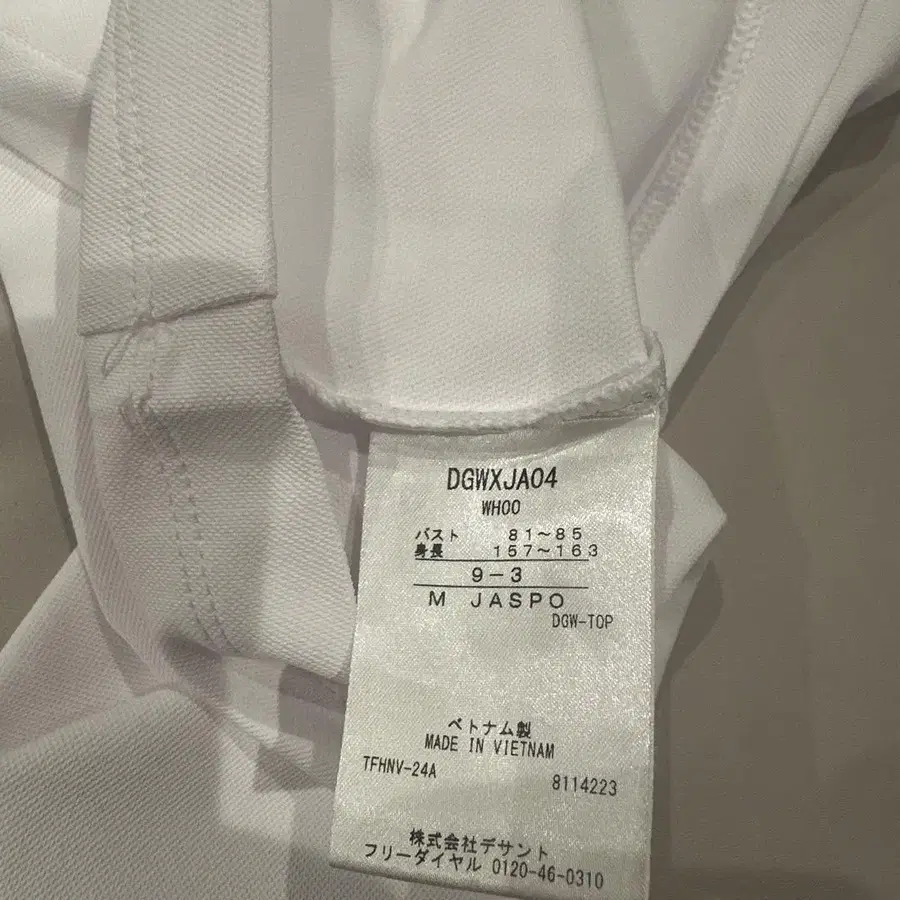 DGWXJA04
WH00
バスト 81~85
身長 157~163
9-3
M JASPO
DGW-TOP
ベトナム製
MADE IN VIETNAM
TFHNV-24A
8114223
株式会社デサント
フリーダイヤル 0120-46-0310